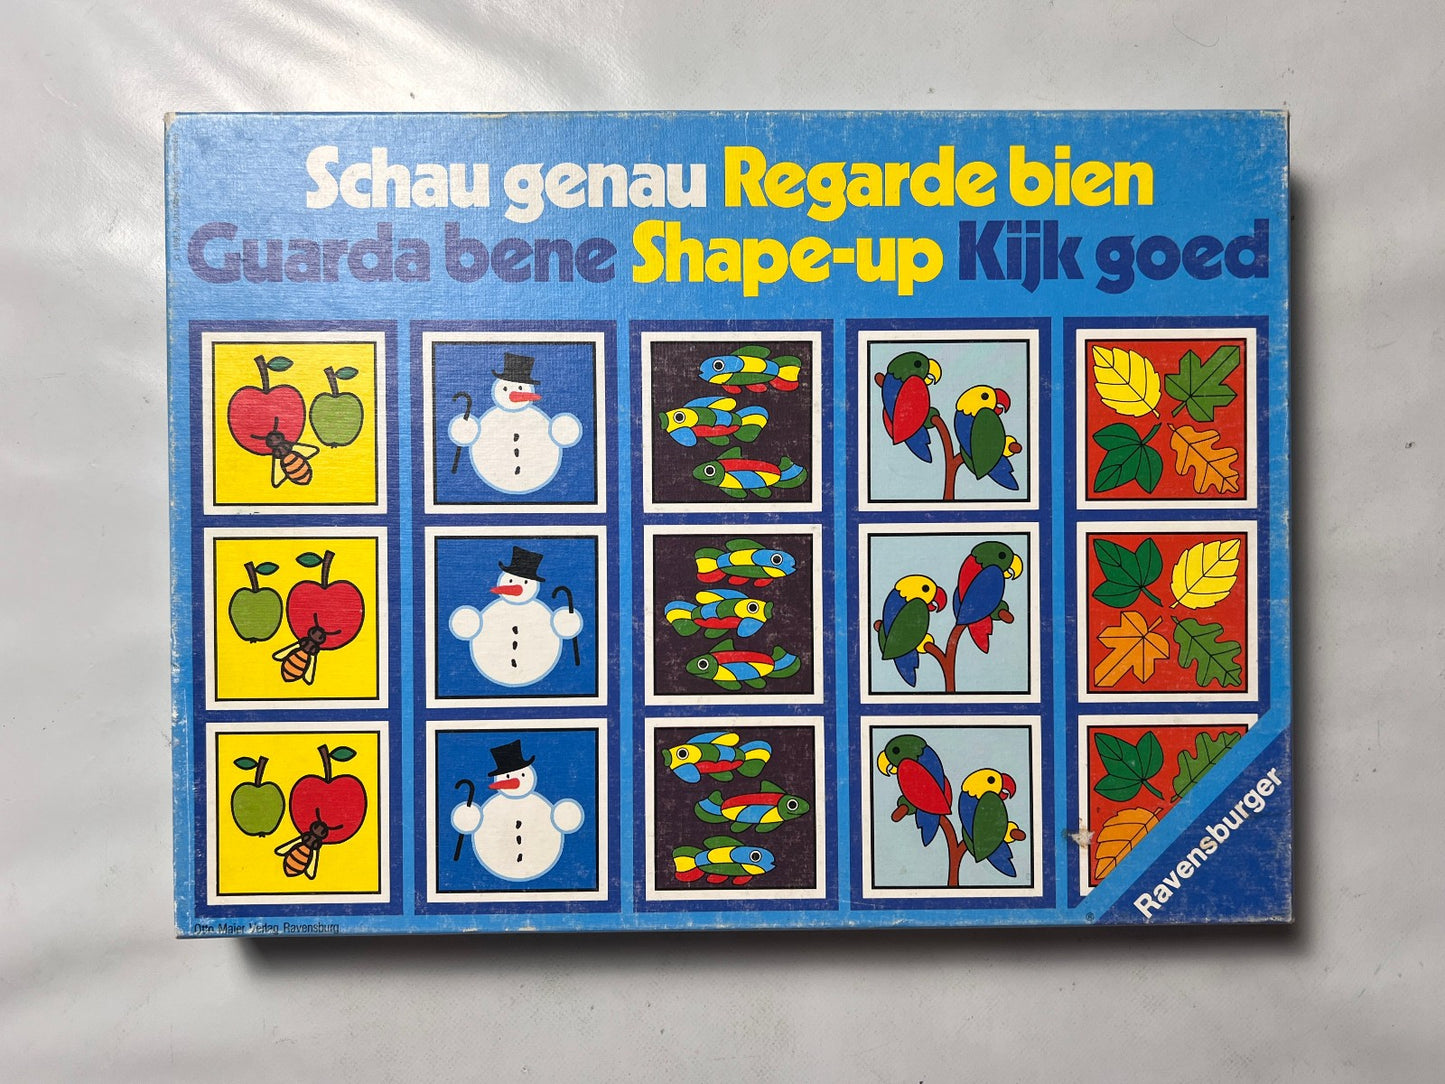 Schau genau Regarde bien
Guarda bene Shape-up Kijk goed
Ravensburger
®
Otto Maier Verlag Ravensburg